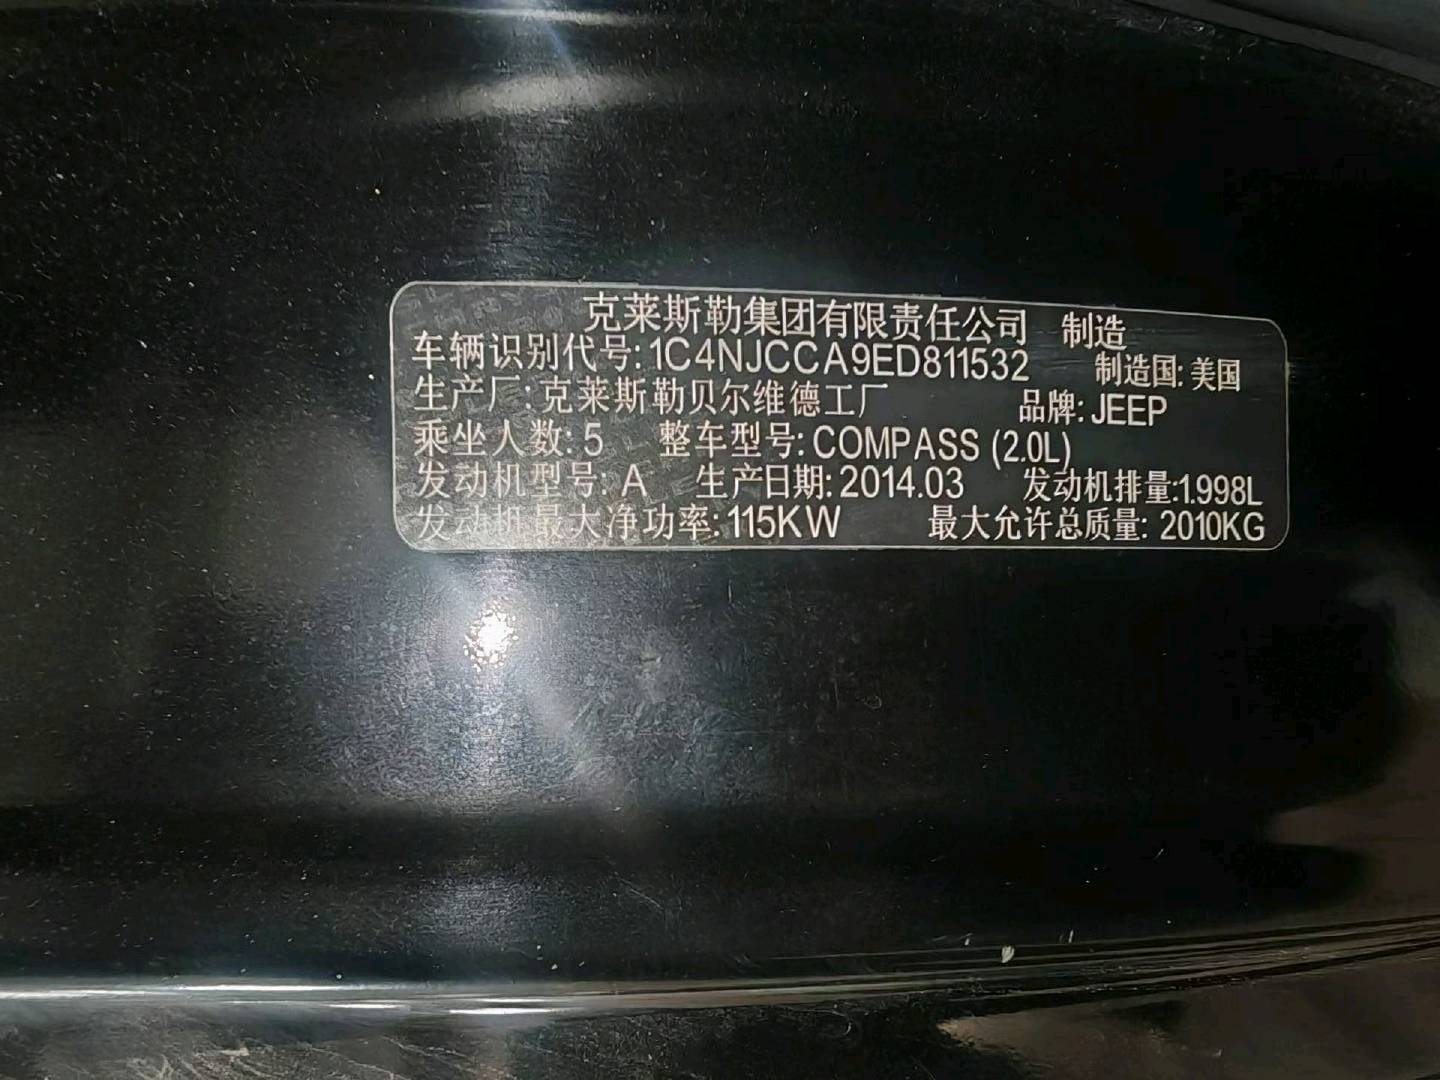 克莱斯勒集团有限责任公司 制造
车辆识别代号: 1C4NJCCA9ED811532 制造国: 美国
生产厂: 克莱斯勒贝尔维德工厂 品牌: JEEP
乘坐人数: 5 整车型号: COMPASS (2.0L)
发动机型号: A 生产日期: 2014.03 发动机排量:1.998L
发动机最大净功率: 115KW 最大允许总质量: 2010KG